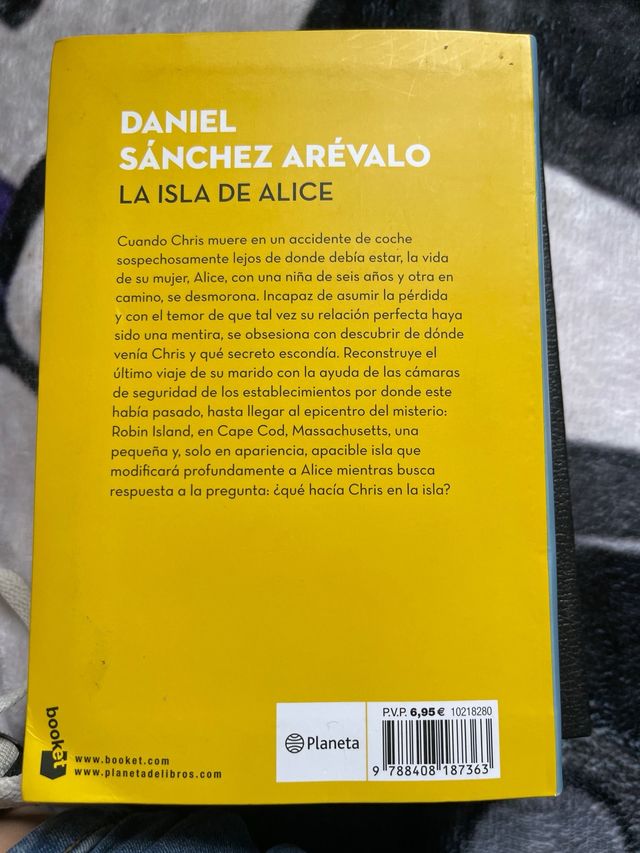 DANIEL
SÁNCHEZ ARÉVALO
LA ISLA DE ALICE
Cuando Chris muere en un accidente de coche
sospechosamente lejos de donde debía estar, la vida
de su mujer, Alice, con una niña de seis años y otra en
camino, se desmorona. Incapaz de asumir la pérdida
y con el temor de que tal vez su relación perfecta haya
sido una mentira, se obsesiona con descubrir de dónde
venía Chris y qué secreto escondía. Reconstruye el
último viaje de su marido con la ayuda de las cámaras
de seguridad de los establecimientos por donde este
había pasado, hasta llegar al epicentro del misterio:
Robin Island, en Cape Cod, Massachusetts, una
pequeña y, solo en apariencia, apacible isla que
modificará profundamente a Alice mientras busca
respuesta a la pregunta: ¿qué hacía Chris en la isla?
booket
www.booket.com
www.planetadelibros.com
Planeta
P.V.P. 6,95 € 10218280
9 788408 187363